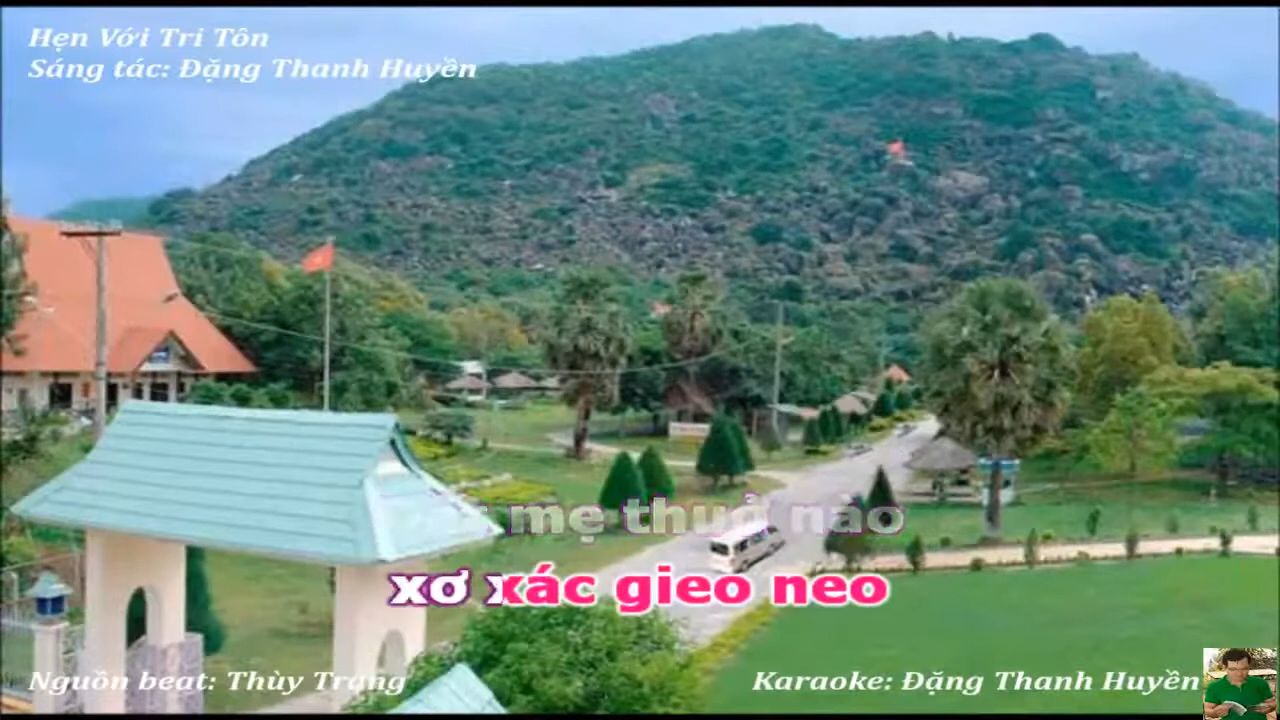 Hẹn Với Tri Tôn
Sáng tác: Đặng Thanh Huyền
mẹ thuở nào
xơ xác gieo neo
Nguồn beat: Thùy Trang
Karaoke: Đặng Thanh Huyền